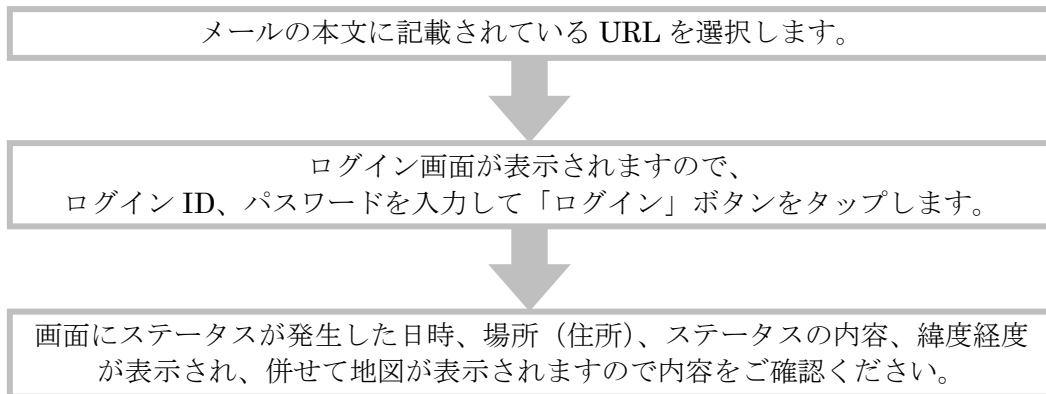 メールの本文に記載されている URL を選択します。
ログイン画面が表示されますので、
ログイン ID、パスワードを入力して「ログイン」ボタンをタップします。
画面にステータスが発生した日時、場所（住所）、ステータスの内容、緯度経度
が表示され、併せて地図が表示されますので内容をご確認ください。